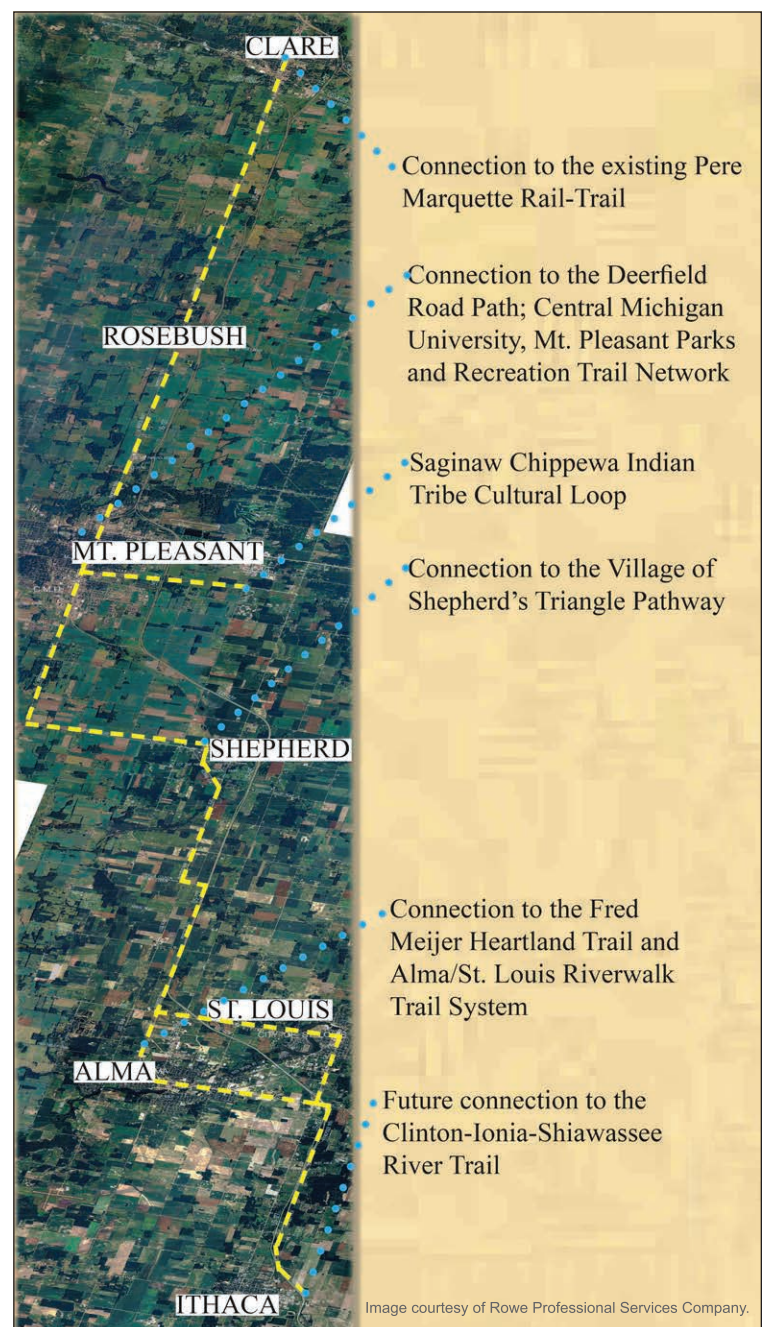 CLARE
Connection to the existing Pere
Marquette Rail-Trail
Connection to the Deerfield
Road Path; Central Michigan
University, Mt. Pleasant Parks
and Recreation Trail Network
ROSEBUSH
Saginaw Chippewa Indian
Tribe Cultural Loop
MT. PLEASANT
Connection to the Village of
Shepherd’s Triangle Pathway
SHEPHERD
Connection to the Fred
Meijer Heartland Trail and
Alma/St. Louis Riverwalk
Trail System
ST. LOUIS
ALMA
Future connection to the
Clinton-Ionia-Shiawassee
River Trail
ITHACA
Image courtesy of Rowe Professional Services Company.